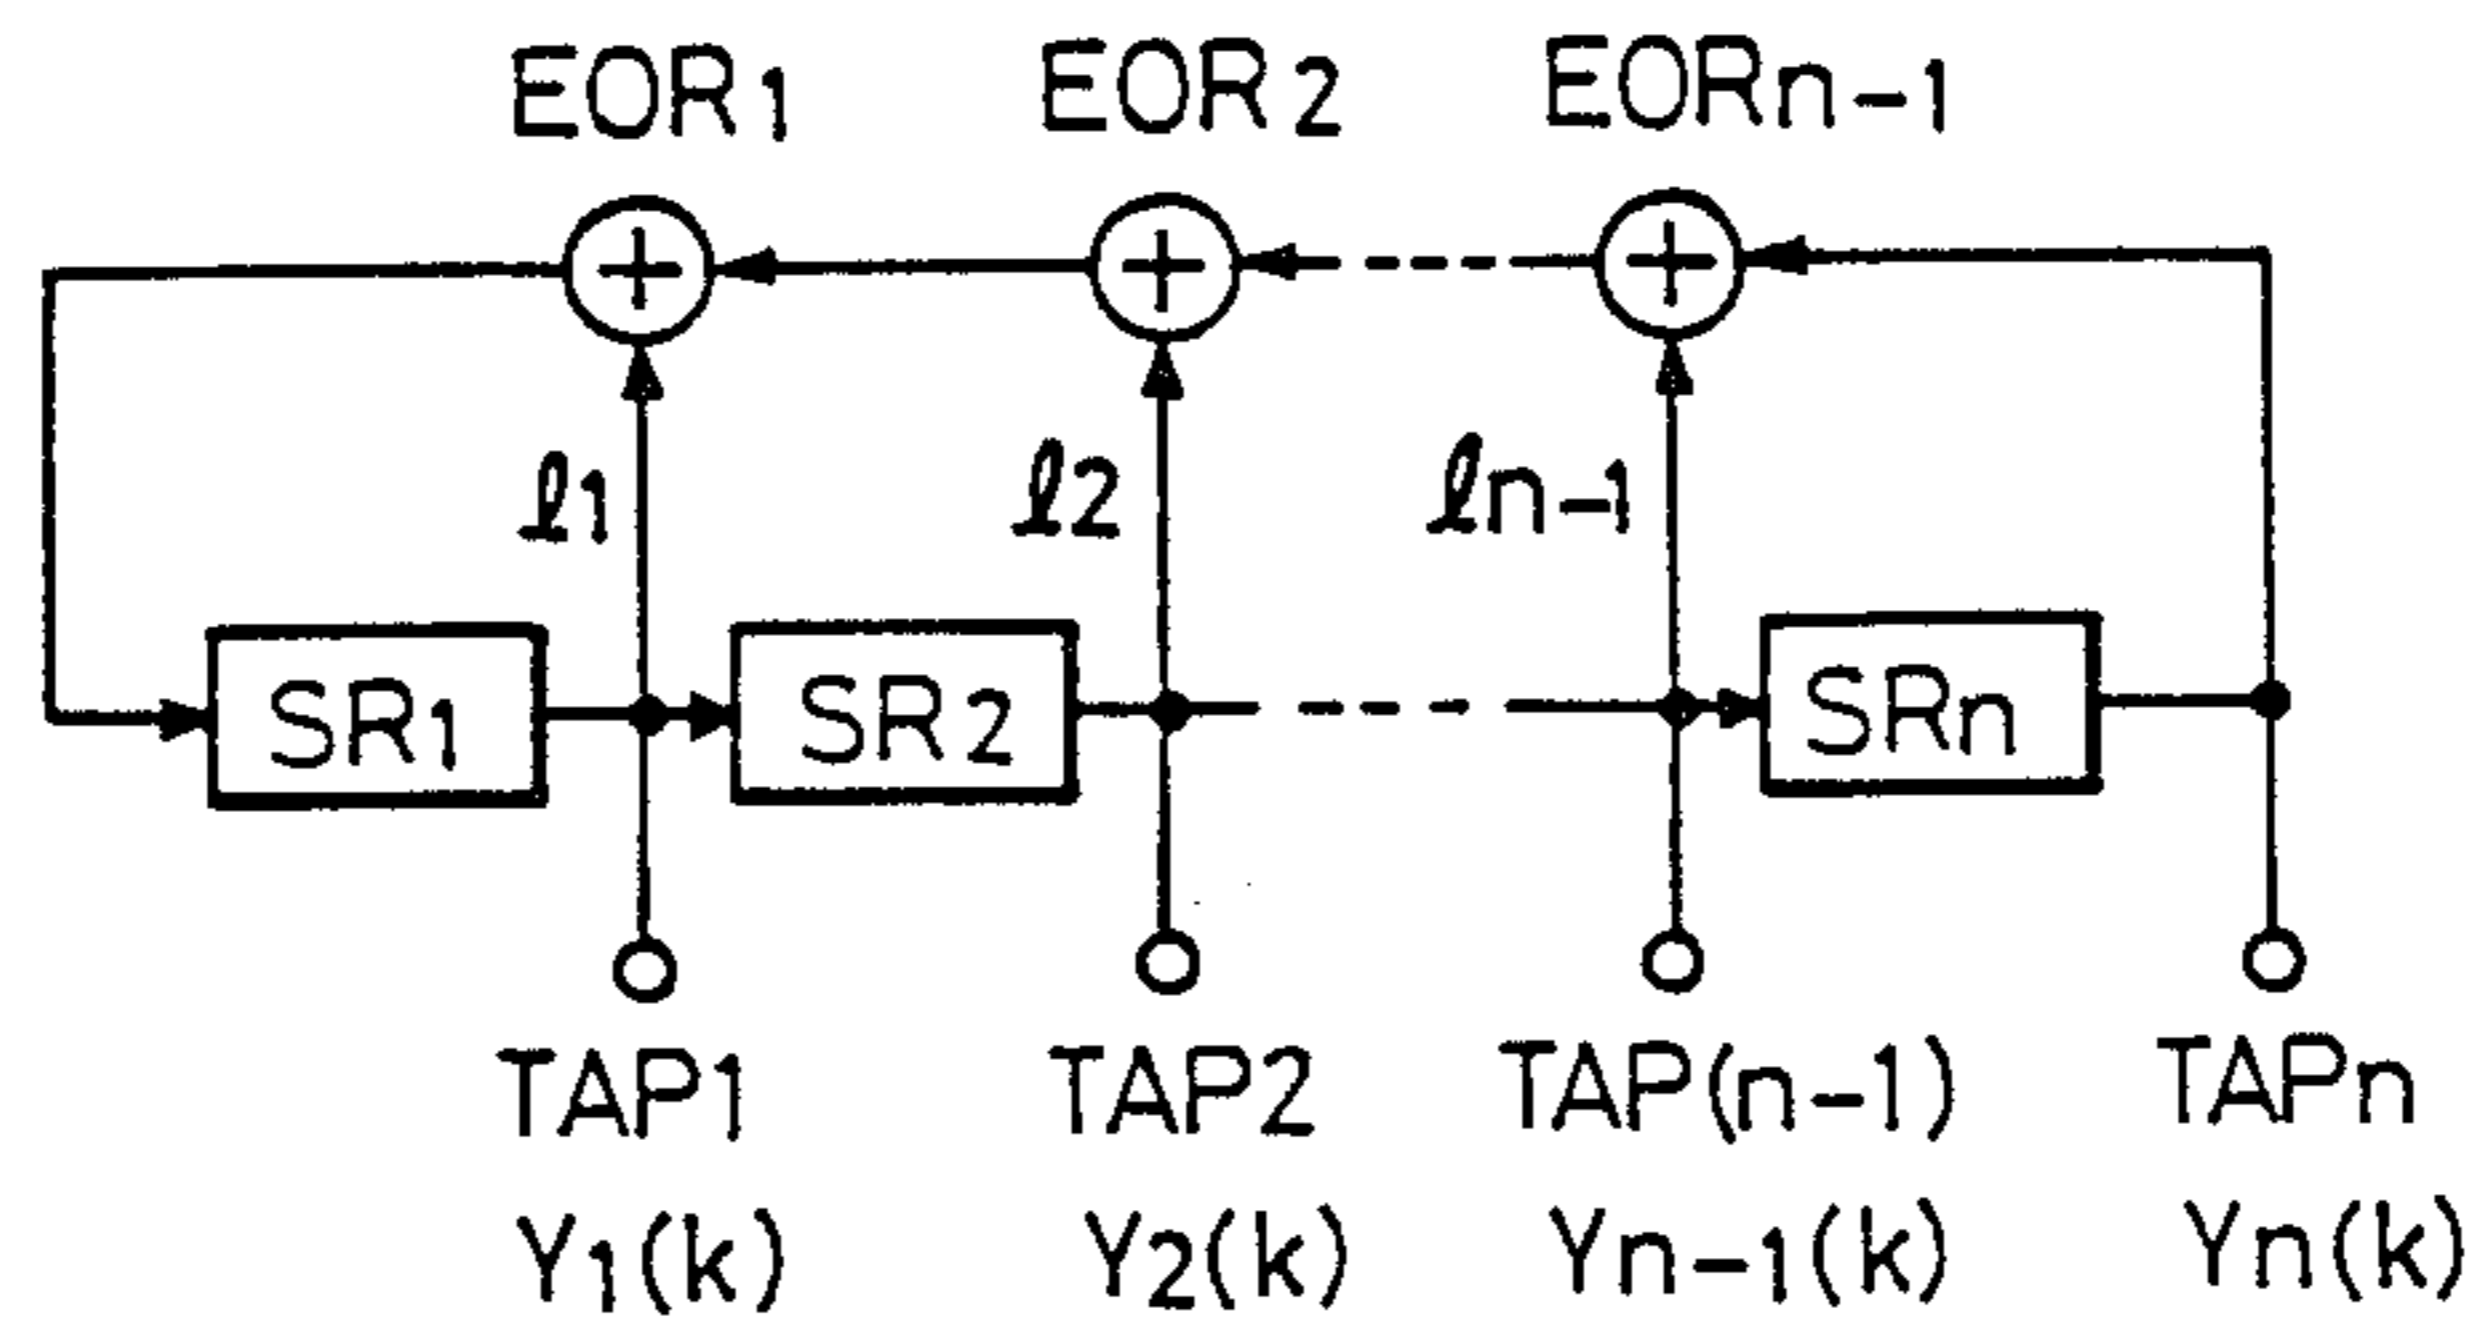 EOR1 EOR2 EORn-1
ℓ1 ℓ2 ℓn-1
SR1 SR2 SRn
TAP1 TAP2 TAP(n-1) TAPn
Y1(k) Y2(k) Yn-1(k) Yn(k)